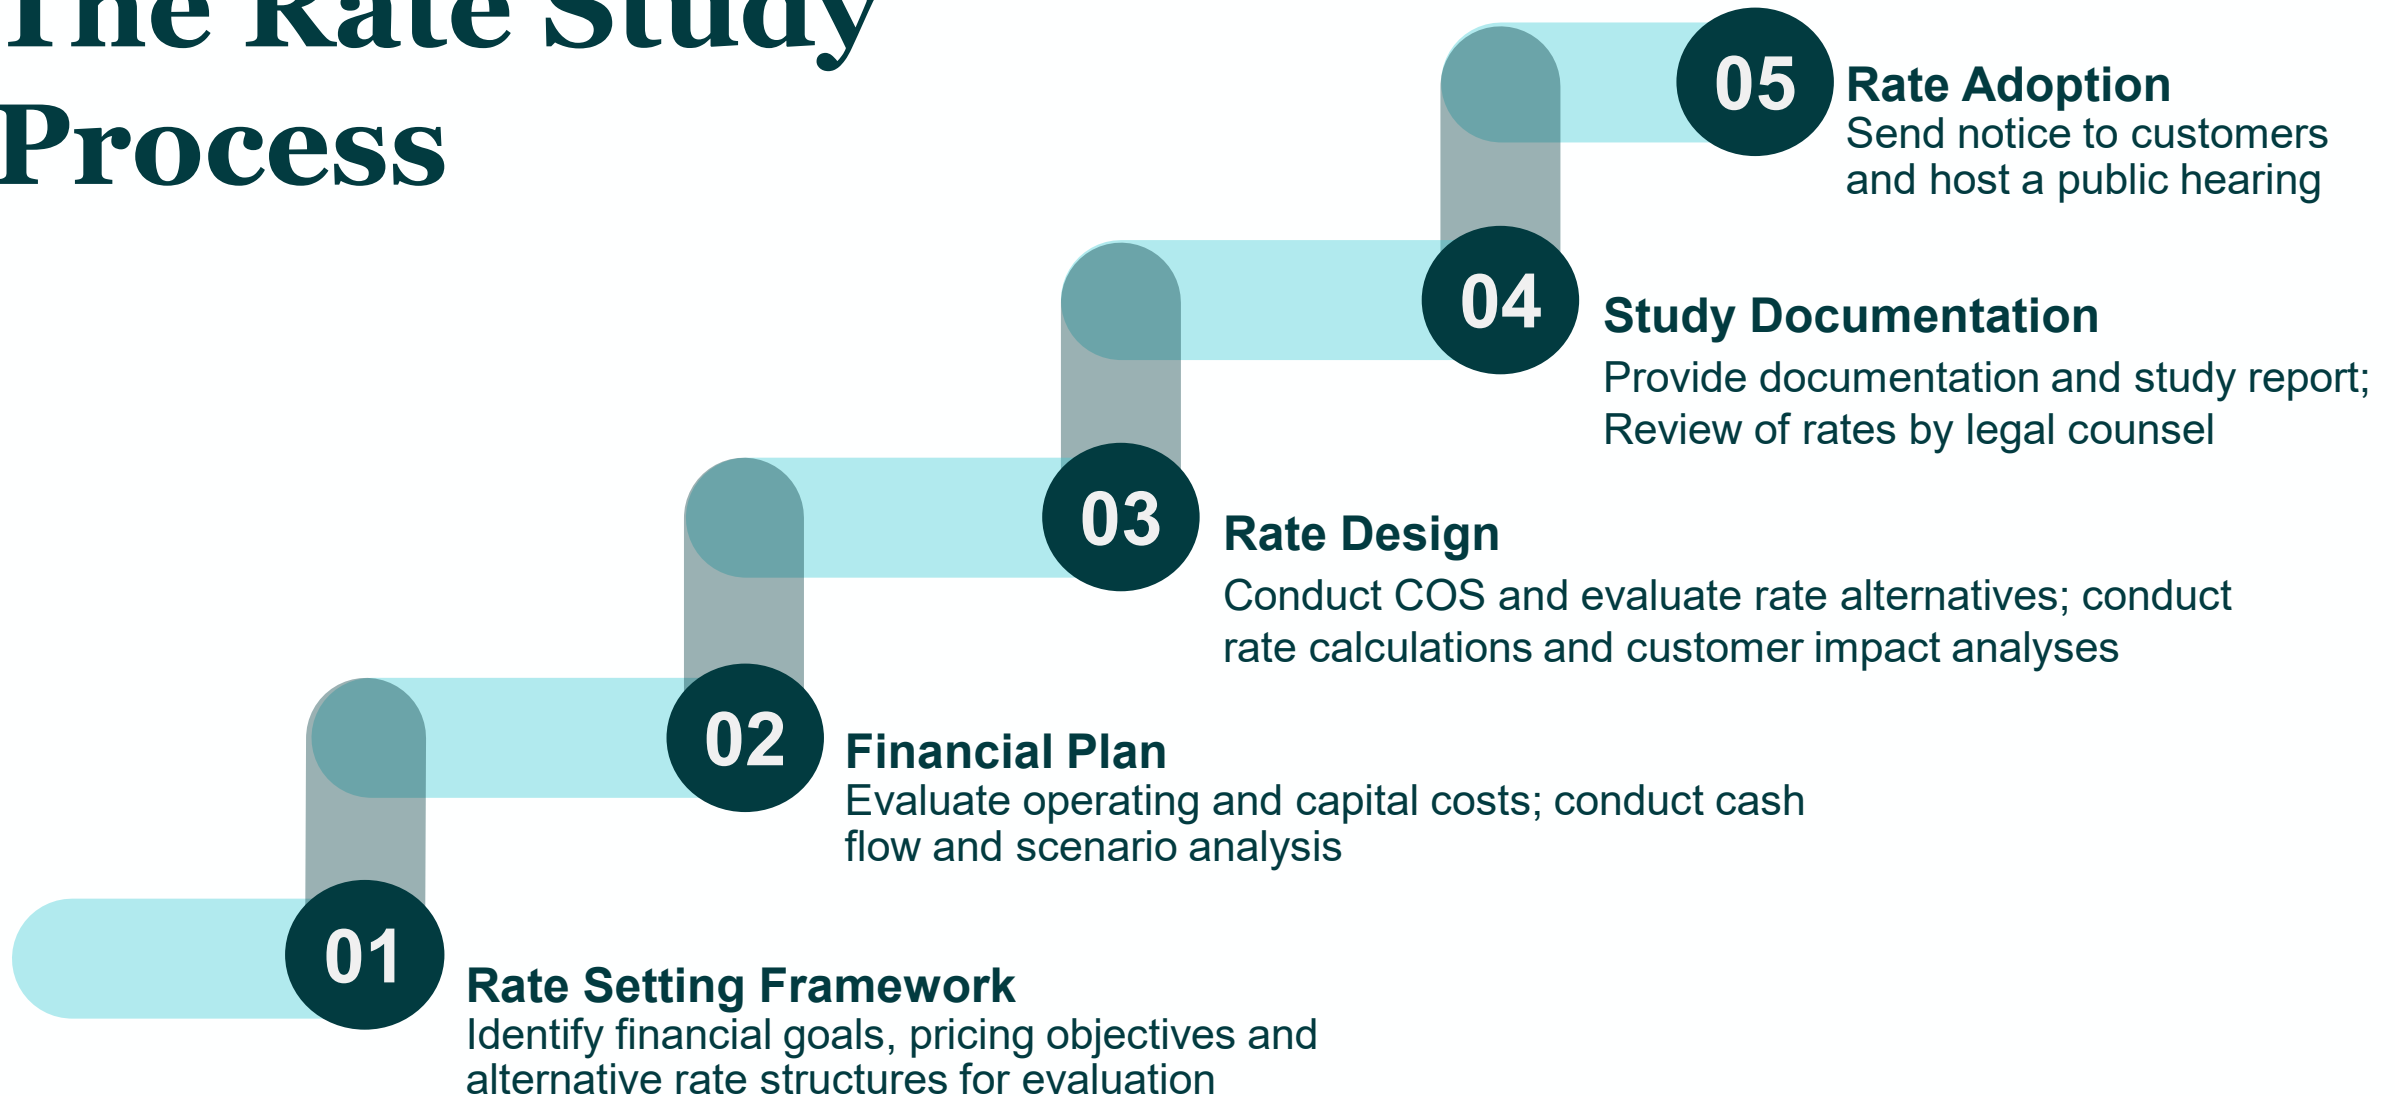 The Rate Study
Process
05
Rate Adoption
Send notice to customers
and host a public hearing
04
Study Documentation
Provide documentation and study report;
Review of rates by legal counsel
03
Rate Design
Conduct COS and evaluate rate alternatives; conduct
rate calculations and customer impact analyses
02
Financial Plan
Evaluate operating and capital costs; conduct cash
flow and scenario analysis
01
Rate Setting Framework
Identify financial goals, pricing objectives and
alternative rate structures for evaluation